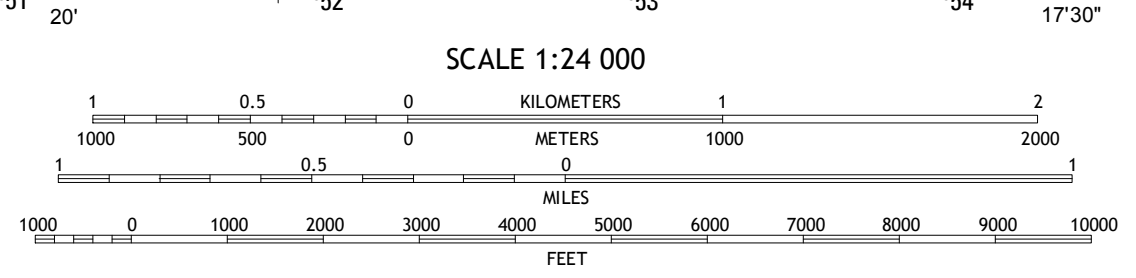 51 52 53 54
20' 17'30"
SCALE 1:24 000
1 0.5 0 KILOMETERS 1 2
1000 500 0 METERS 1000 2000
1 0.5 0 1
MILES
1000 0 1000 2000 3000 4000 5000 6000 7000 8000 9000 10000
FEET